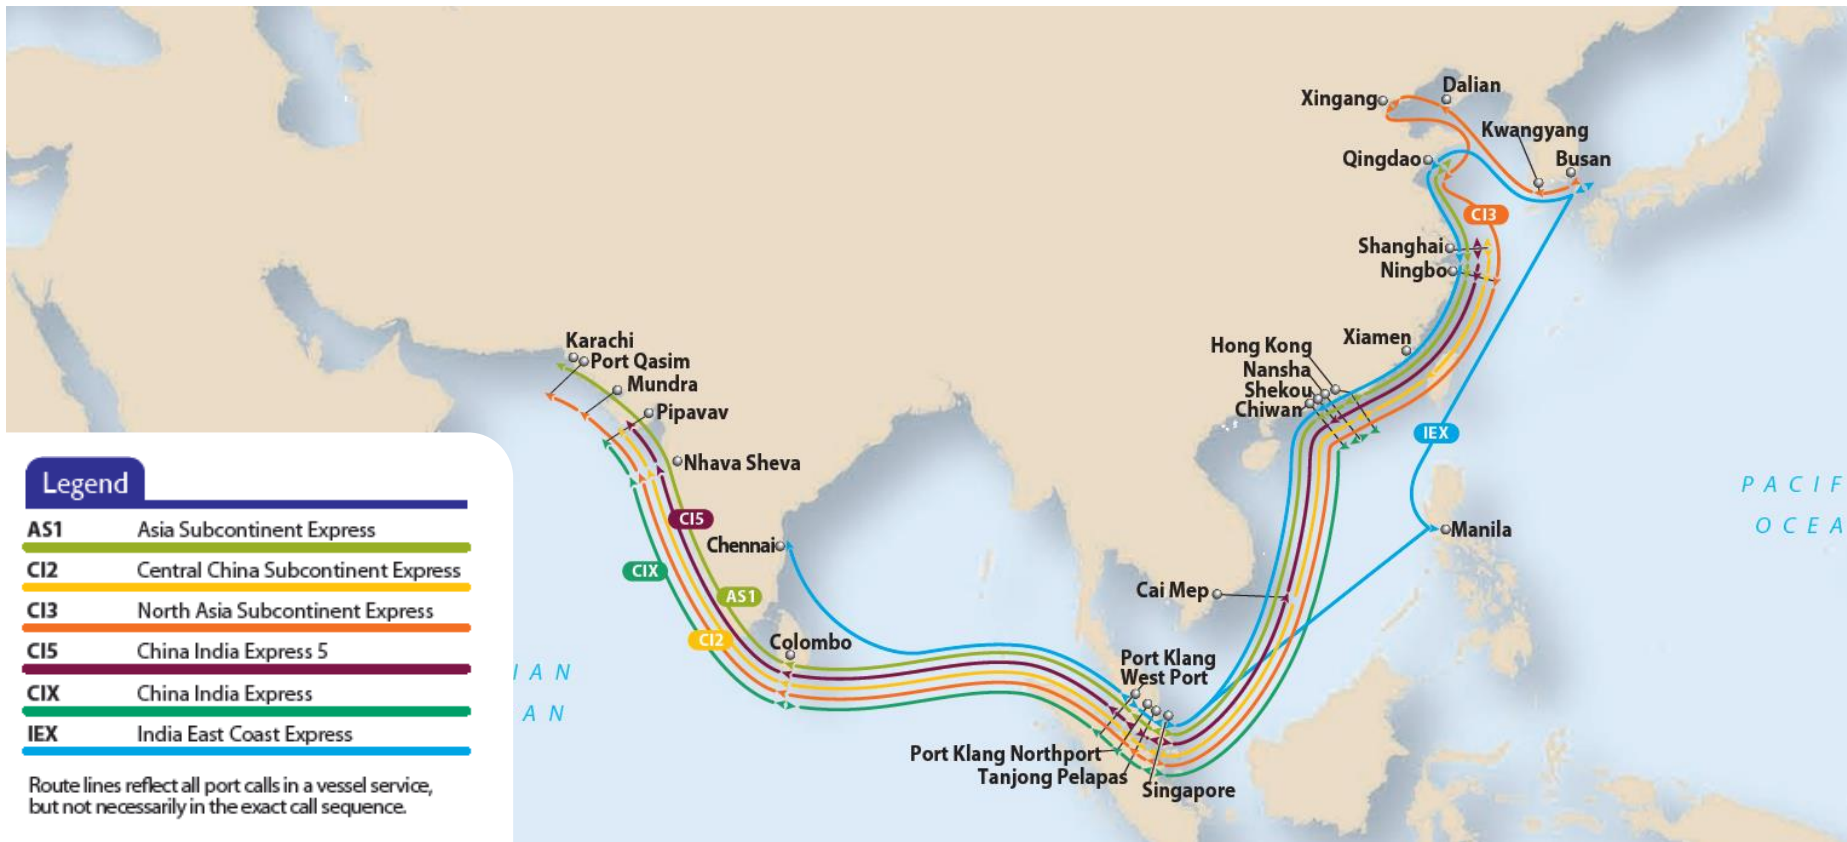 Xingang
Dalian
Kwangyang
Qingdao
Busan
CI3
Shanghai
Ningbo
Xiamen
Hong Kong
Nansha
Shekou
Chiwan
Karachi
Port Qasim
Mundra
Pipavav
Nhava Sheva
IEX
PACIF
OCEA
Manila
CI5
Chennai
CIX
AS1
Cai Mep
CI2
Colombo
Port Klang
West Port
IAN
AN
Port Klang Northport
Tanjong Pelapas
Singapore
Legend
AS1 Asia Subcontinent Express
CI2 Central China Subcontinent Express
CI3 North Asia Subcontinent Express
CI5 China India Express 5
CIX China India Express
IEX India East Coast Express
Route lines reflect all port calls in a vessel service,
but not necessarily in the exact call sequence.